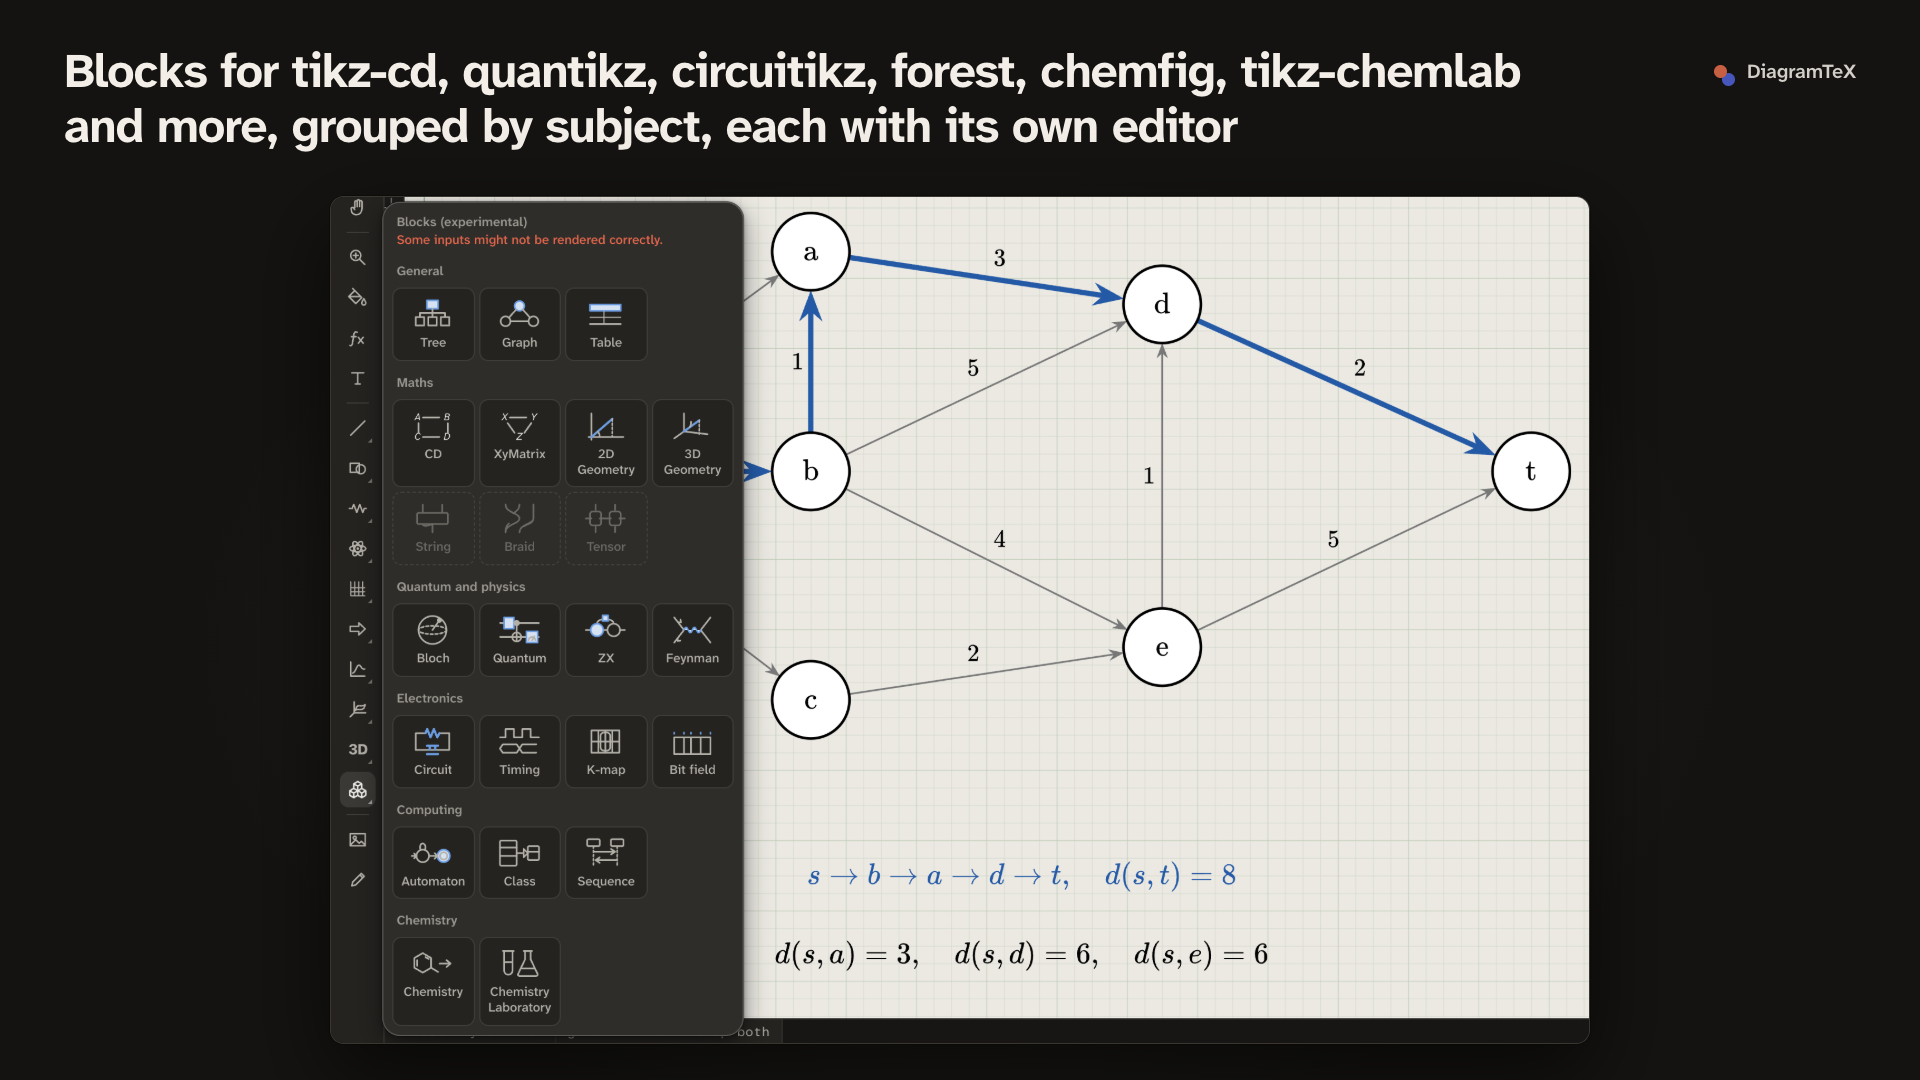 Blocks for tikz-cd, quantikz, circuitikz, forest, chemfig, tikz-chemlab
and more, grouped by subject, each with its own editor
DiagramTeX
Blocks (experimental)
Some inputs might not be rendered correctly.
General
Tree
Graph
Table
Maths
A B
C D
CD
X Y
Z
XyMatrix
2D
Geometry
3D
Geometry
String
Braid
Tensor
Quantum and physics
Bloch
Quantum
ZX
Feynman
Electronics
Circuit
Timing
K-map
Bit field
Computing
Automaton
Class
Sequence
Chemistry
Chemistry
Chemistry
Laboratory
fx
T
3D
a
3
d
1
5
2
b
1
t
4
5
e
2
c
s → b → a → d → t, d(s, t) = 8
d(s, a) = 3, d(s, d) = 6, d(s, e) = 6
both